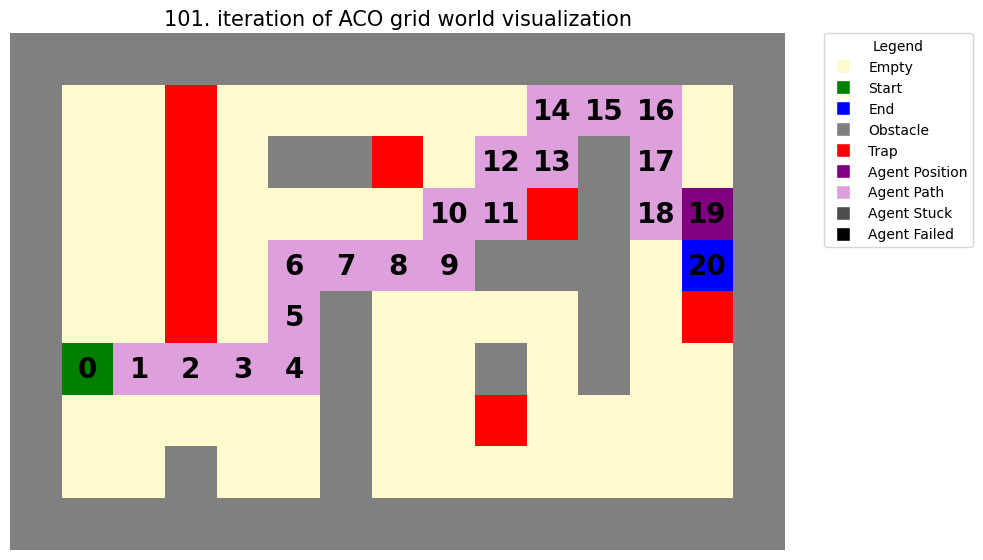 101. iteration of ACO grid world visualization
14 15 16
12 13 17
10 11 18 19
6 7 8 9 20
5
0 1 2 3 4
Legend
Empty
Start
End
Obstacle
Trap
Agent Position
Agent Path
Agent Stuck
Agent Failed